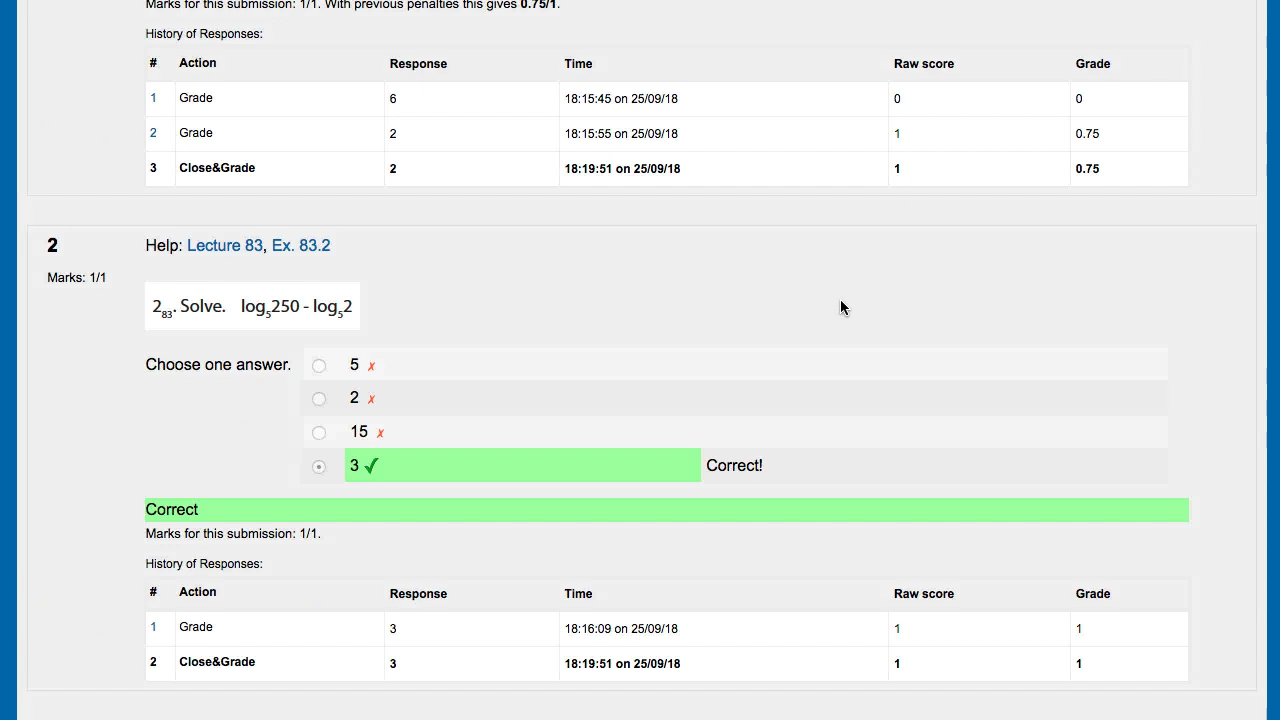 Marks for this submission: 1/1. With previous penalties this gives 0.75/1.
History of Responses:
# Action Response Time Raw score Grade
1 Grade 6 18:15:45 on 25/09/18 0 0
2 Grade 2 18:15:55 on 25/09/18 1 0.75
3 Close&Grade 2 18:19:51 on 25/09/18 1 0.75
2 Help: Lecture 83, Ex. 83.2
Marks: 1/1
2₈₃. Solve. log₅250 - log₅2
Choose one answer. 5 ✗
2 ✗
15 ✗
3 ✓ Correct!
Correct
Marks for this submission: 1/1.
History of Responses:
# Action Response Time Raw score Grade
1 Grade 3 18:16:09 on 25/09/18 1 1
2 Close&Grade 3 18:19:51 on 25/09/18 1 1